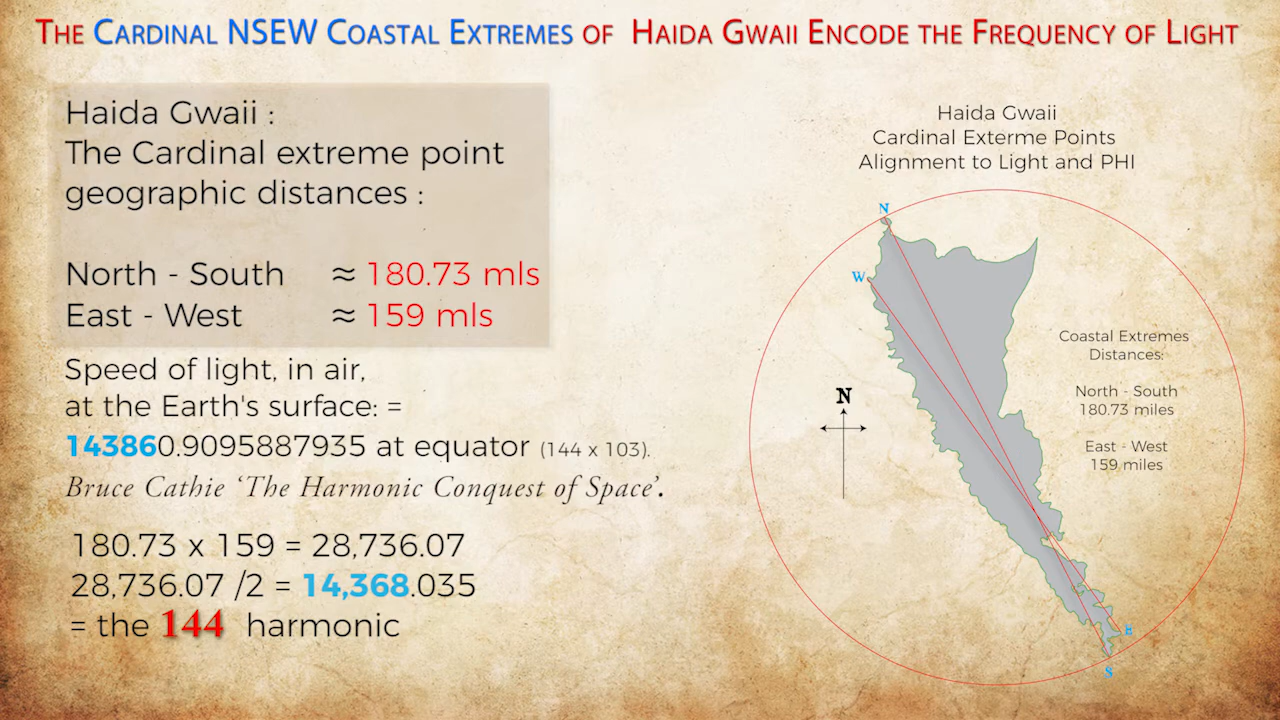 The Cardinal NSEW Coastal Extremes of Haida Gwaii Encode the Frequency of Light
Haida Gwaii :
The Cardinal extreme point
geographic distances :
North - South ≈ 180.73 mls
East - West ≈ 159 mls
Speed of light, in air,
at the Earth's surface: =
143860.9095887935 at equator (144 x 103).
Bruce Cathie ‘The Harmonic Conquest of Space’.
180.73 x 159 = 28,736.07
28,736.07 /2 = 14,368.035
= the 144 harmonic
Haida Gwaii
Cardinal Exterme Points
Alignment to Light and PHI
N
W
N
Coastal Extremes
Distances:
North - South
180.73 miles
East - West
159 miles
E
S